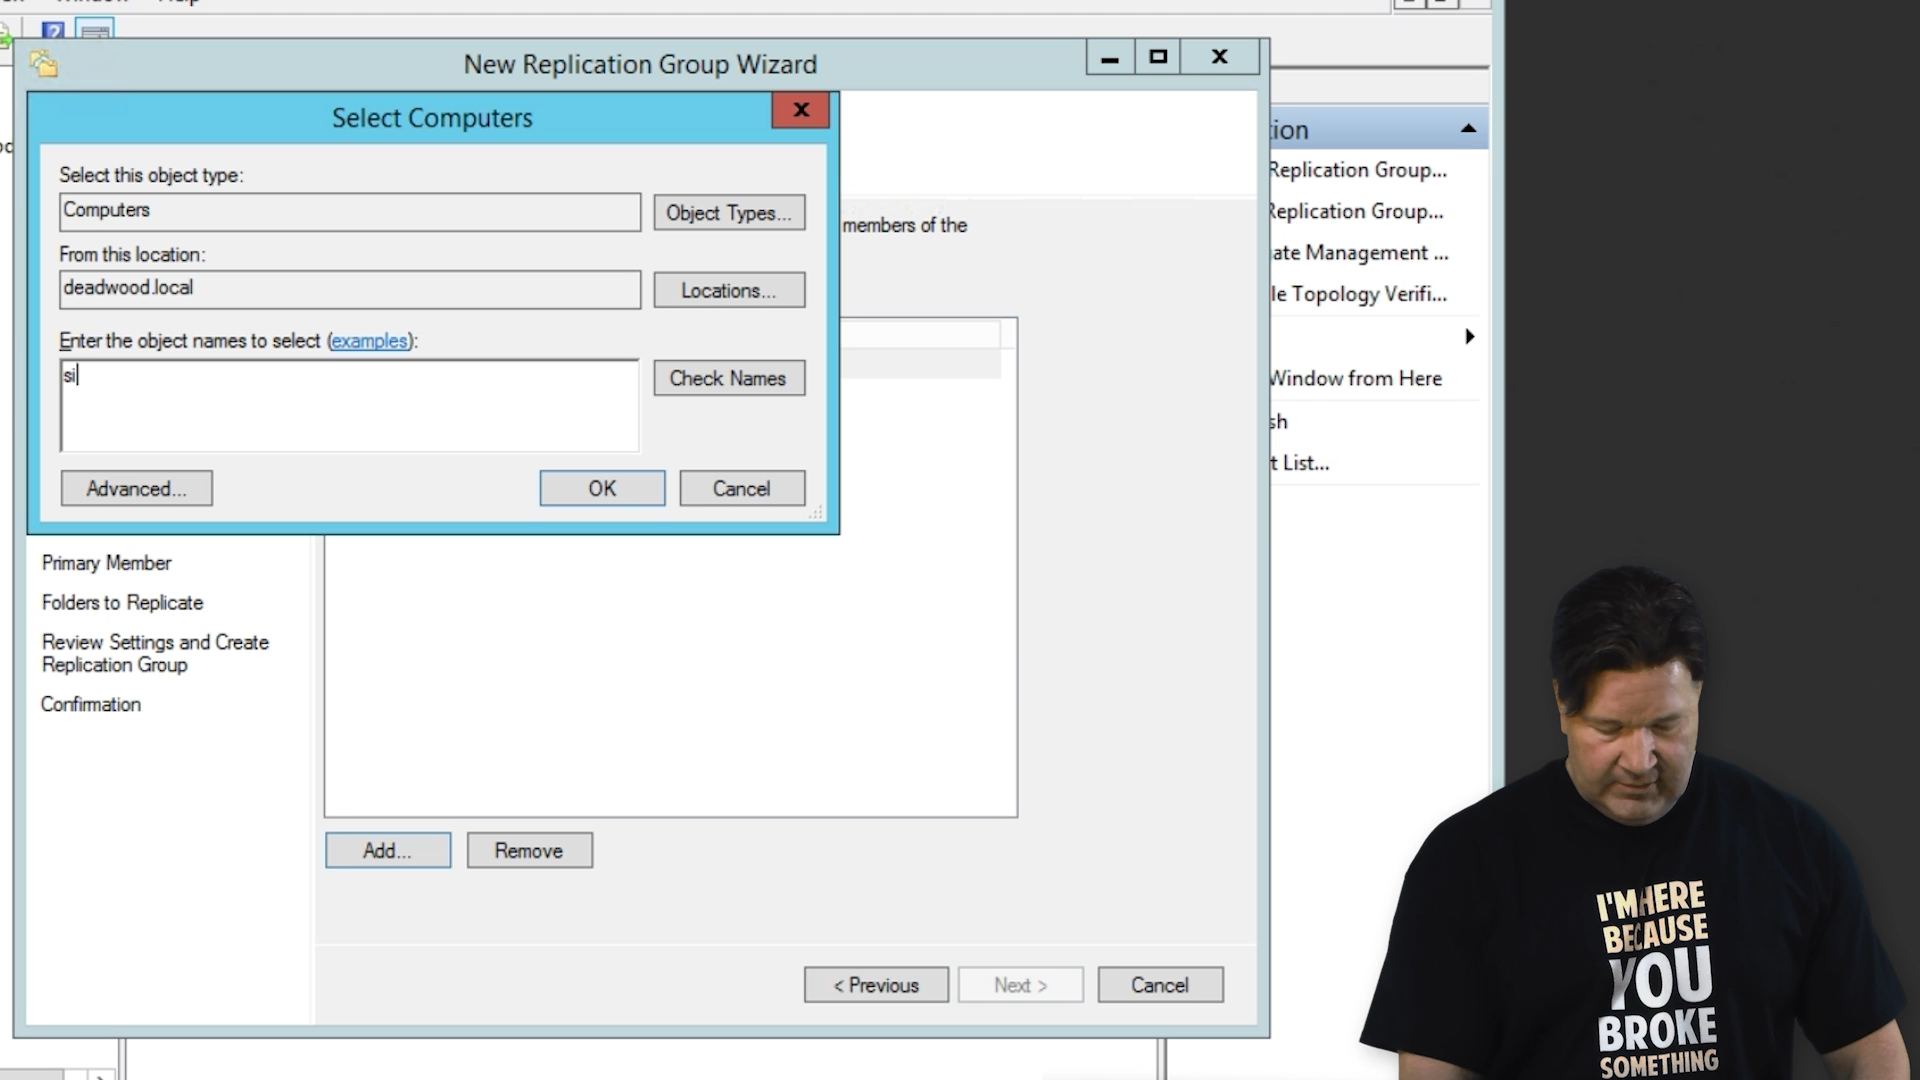 New Replication Group Wizard
X
Select Computers
X
Select this object type:
Computers
Object Types...
From this location:
deadwood.local
Locations...
Enter the object names to select (examples):
si
Check Names
Advanced...
OK
Cancel
members of the
Primary Member
Folders to Replicate
Review Settings and Create
Replication Group
Confirmation
Add...
Remove
< Previous
Next >
Cancel
tion
Replication Group...
Replication Group...
ate Management ...
le Topology Verifi...
Window from Here
sh
t List...
I'M HERE
BECAUSE
YOU
BROKE
SOMETHING